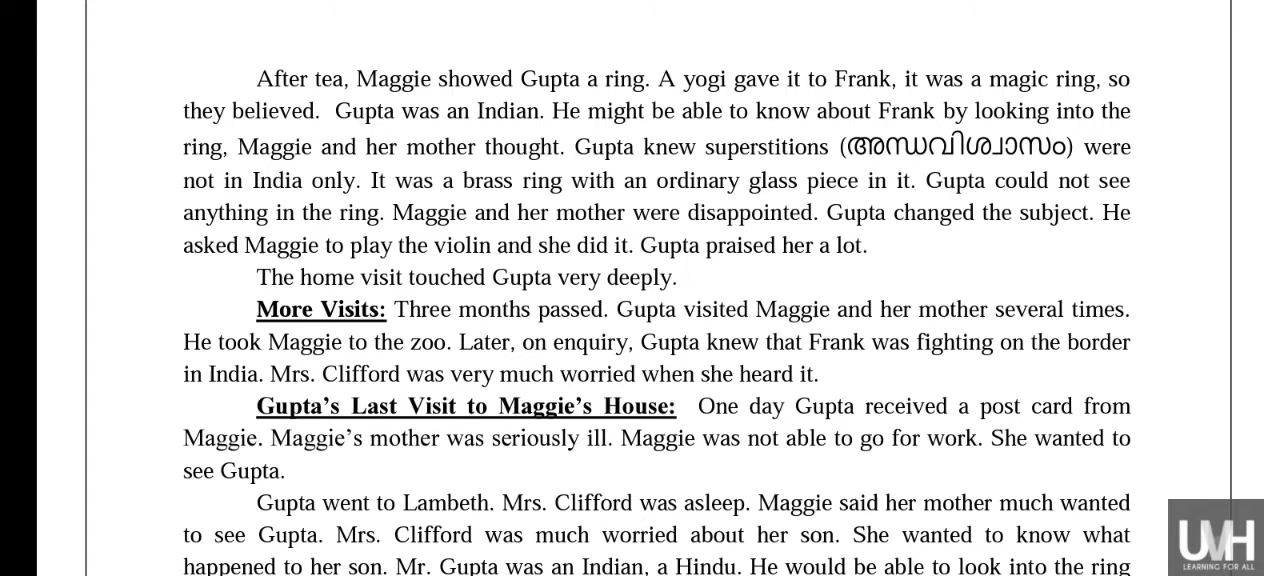 After tea, Maggie showed Gupta a ring. A yogi gave it to Frank, it was a magic ring, so
they believed. Gupta was an Indian. He might be able to know about Frank by looking into the
ring, Maggie and her mother thought. Gupta knew superstitions (അന്ധവിശ്വാസം) were
not in India only. It was a brass ring with an ordinary glass piece in it. Gupta could not see
anything in the ring. Maggie and her mother were disappointed. Gupta changed the subject. He
asked Maggie to play the violin and she did it. Gupta praised her a lot.
The home visit touched Gupta very deeply.
More Visits: Three months passed. Gupta visited Maggie and her mother several times.
He took Maggie to the zoo. Later, on enquiry, Gupta knew that Frank was fighting on the border
in India. Mrs. Clifford was very much worried when she heard it.
Gupta’s Last Visit to Maggie’s House: One day Gupta received a post card from
Maggie. Maggie’s mother was seriously ill. Maggie was not able to go for work. She wanted to
see Gupta.
Gupta went to Lambeth. Mrs. Clifford was asleep. Maggie said her mother much wanted
to see Gupta. Mrs. Clifford was much worried about her son. She wanted to know what
happened to her son. Mr. Gupta was an Indian, a Hindu. He would be able to look into the ring
UMH
LEARNING FOR ALL